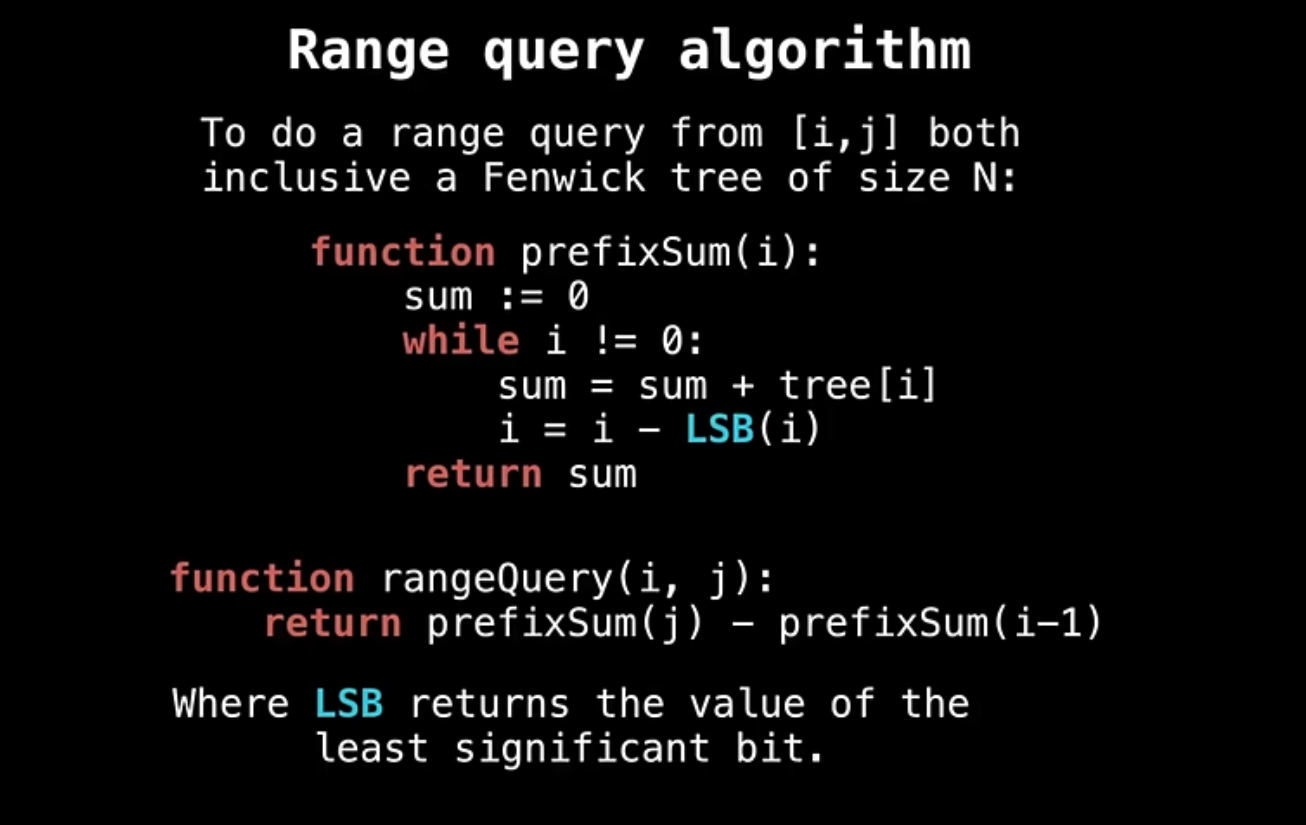 Range query algorithm
To do a range query from [i,j] both
inclusive a Fenwick tree of size N:
function prefixSum(i):
sum := 0
while i != 0:
sum = sum + tree[i]
i = i − LSB(i)
return sum
function rangeQuery(i, j):
return prefixSum(j) − prefixSum(i−1)
Where LSB returns the value of the
least significant bit.